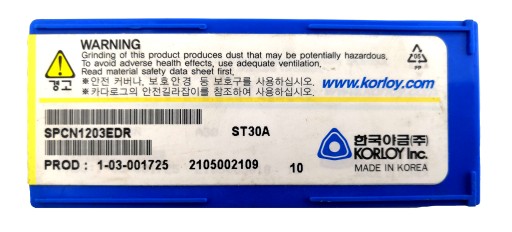 WARNING
Grinding of this product produces dust that may be potentially hazardous.
To avoid adverse health effects, use adequate ventilation.
Read material safety data sheet first.
경고
※안전 커버나, 보호안경 등 보호구를 사용하십시오.
※카다로그의 안전길라잡이를 참조하여 사용하십시오.
05
PP
www.korloy.com
SPCN1203EDR
ST30A
PROD : 1-03-001725 2105002109 10
한국야금(주)
KORLOY Inc.
MADE IN KOREA